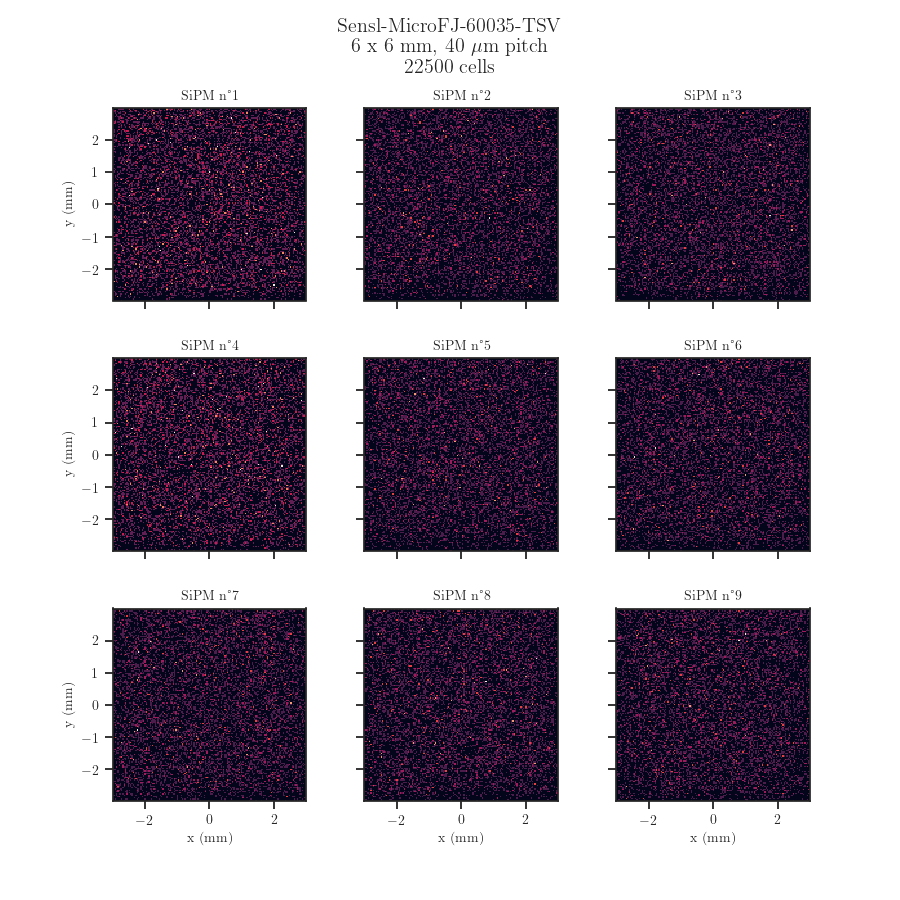 Sensl-MicroFJ-60035-TSV
6 x 6 mm, 40 μm pitch
22500 cells
SiPM n°1
SiPM n°2
SiPM n°3
2
1
0
−1
−2
y (mm)
SiPM n°4
SiPM n°5
SiPM n°6
2
1
0
−1
−2
y (mm)
SiPM n°7
SiPM n°8
SiPM n°9
2
1
0
−1
−2
y (mm)
−2 0 2
−2 0 2
−2 0 2
x (mm)
x (mm)
x (mm)